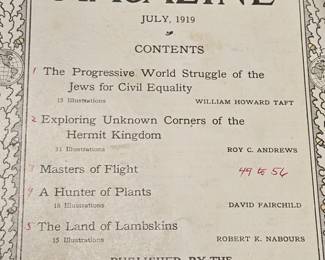 MAGAZINE
JULY, 1919
CONTENTS
1 The Progressive World Struggle of the
Jews for Civil Equality
13 Illustrations WILLIAM HOWARD TAFT
2 Exploring Unknown Corners of the
Hermit Kingdom
31 Illustrations ROY C. ANDREWS
3 Masters of Flight 49 to 56
4 A Hunter of Plants
18 Illustrations DAVID FAIRCHILD
5 The Land of Lambskins
15 Illustrations ROBERT K. NABOURS
PUBLISHED BY THE